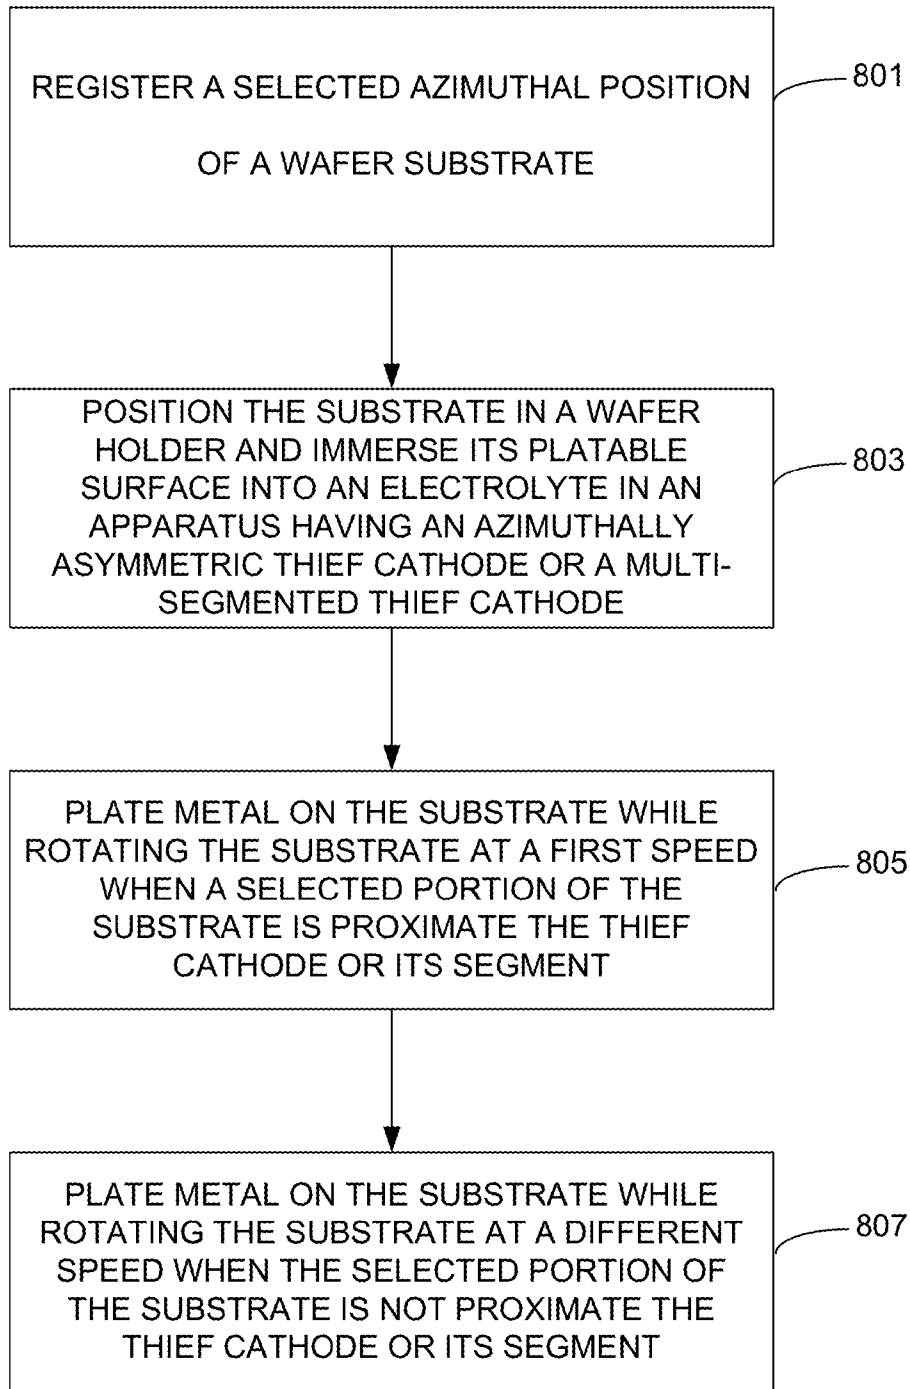 REGISTER A SELECTED AZIMUTHAL POSITION
OF A WAFER SUBSTRATE
801
POSITION THE SUBSTRATE IN A WAFER
HOLDER AND IMMERSE ITS PLATABLE
SURFACE INTO AN ELECTROLYTE IN AN
APPARATUS HAVING AN AZIMUTHALLY
ASYMMETRIC THIEF CATHODE OR A MULTI-
SEGMENTED THIEF CATHODE
803
PLATE METAL ON THE SUBSTRATE WHILE
ROTATING THE SUBSTRATE AT A FIRST SPEED
WHEN A SELECTED PORTION OF THE
SUBSTRATE IS PROXIMATE THE THIEF
CATHODE OR ITS SEGMENT
805
PLATE METAL ON THE SUBSTRATE WHILE
ROTATING THE SUBSTRATE AT A DIFFERENT
SPEED WHEN THE SELECTED PORTION OF
THE SUBSTRATE IS NOT PROXIMATE THE
THIEF CATHODE OR ITS SEGMENT
807